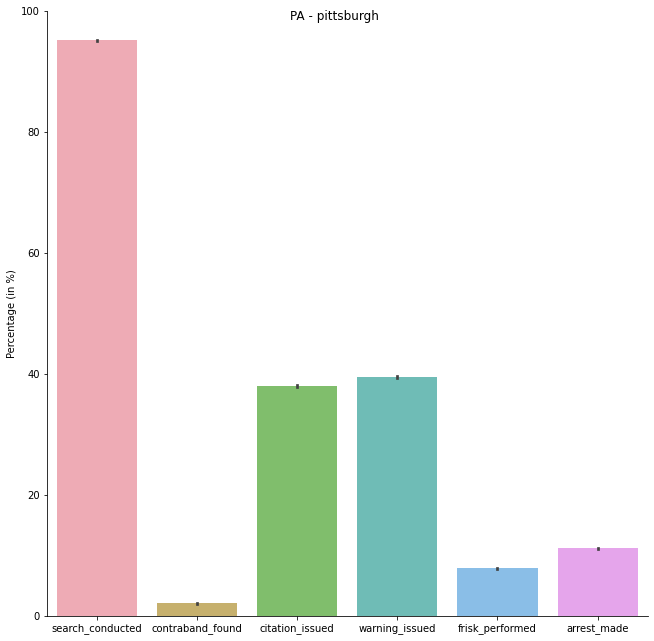 PA - pittsburgh
100
80
60
40
20
0
Percentage (in %)
search_conducted contraband_found citation_issued warning_issued frisk_performed arrest_made